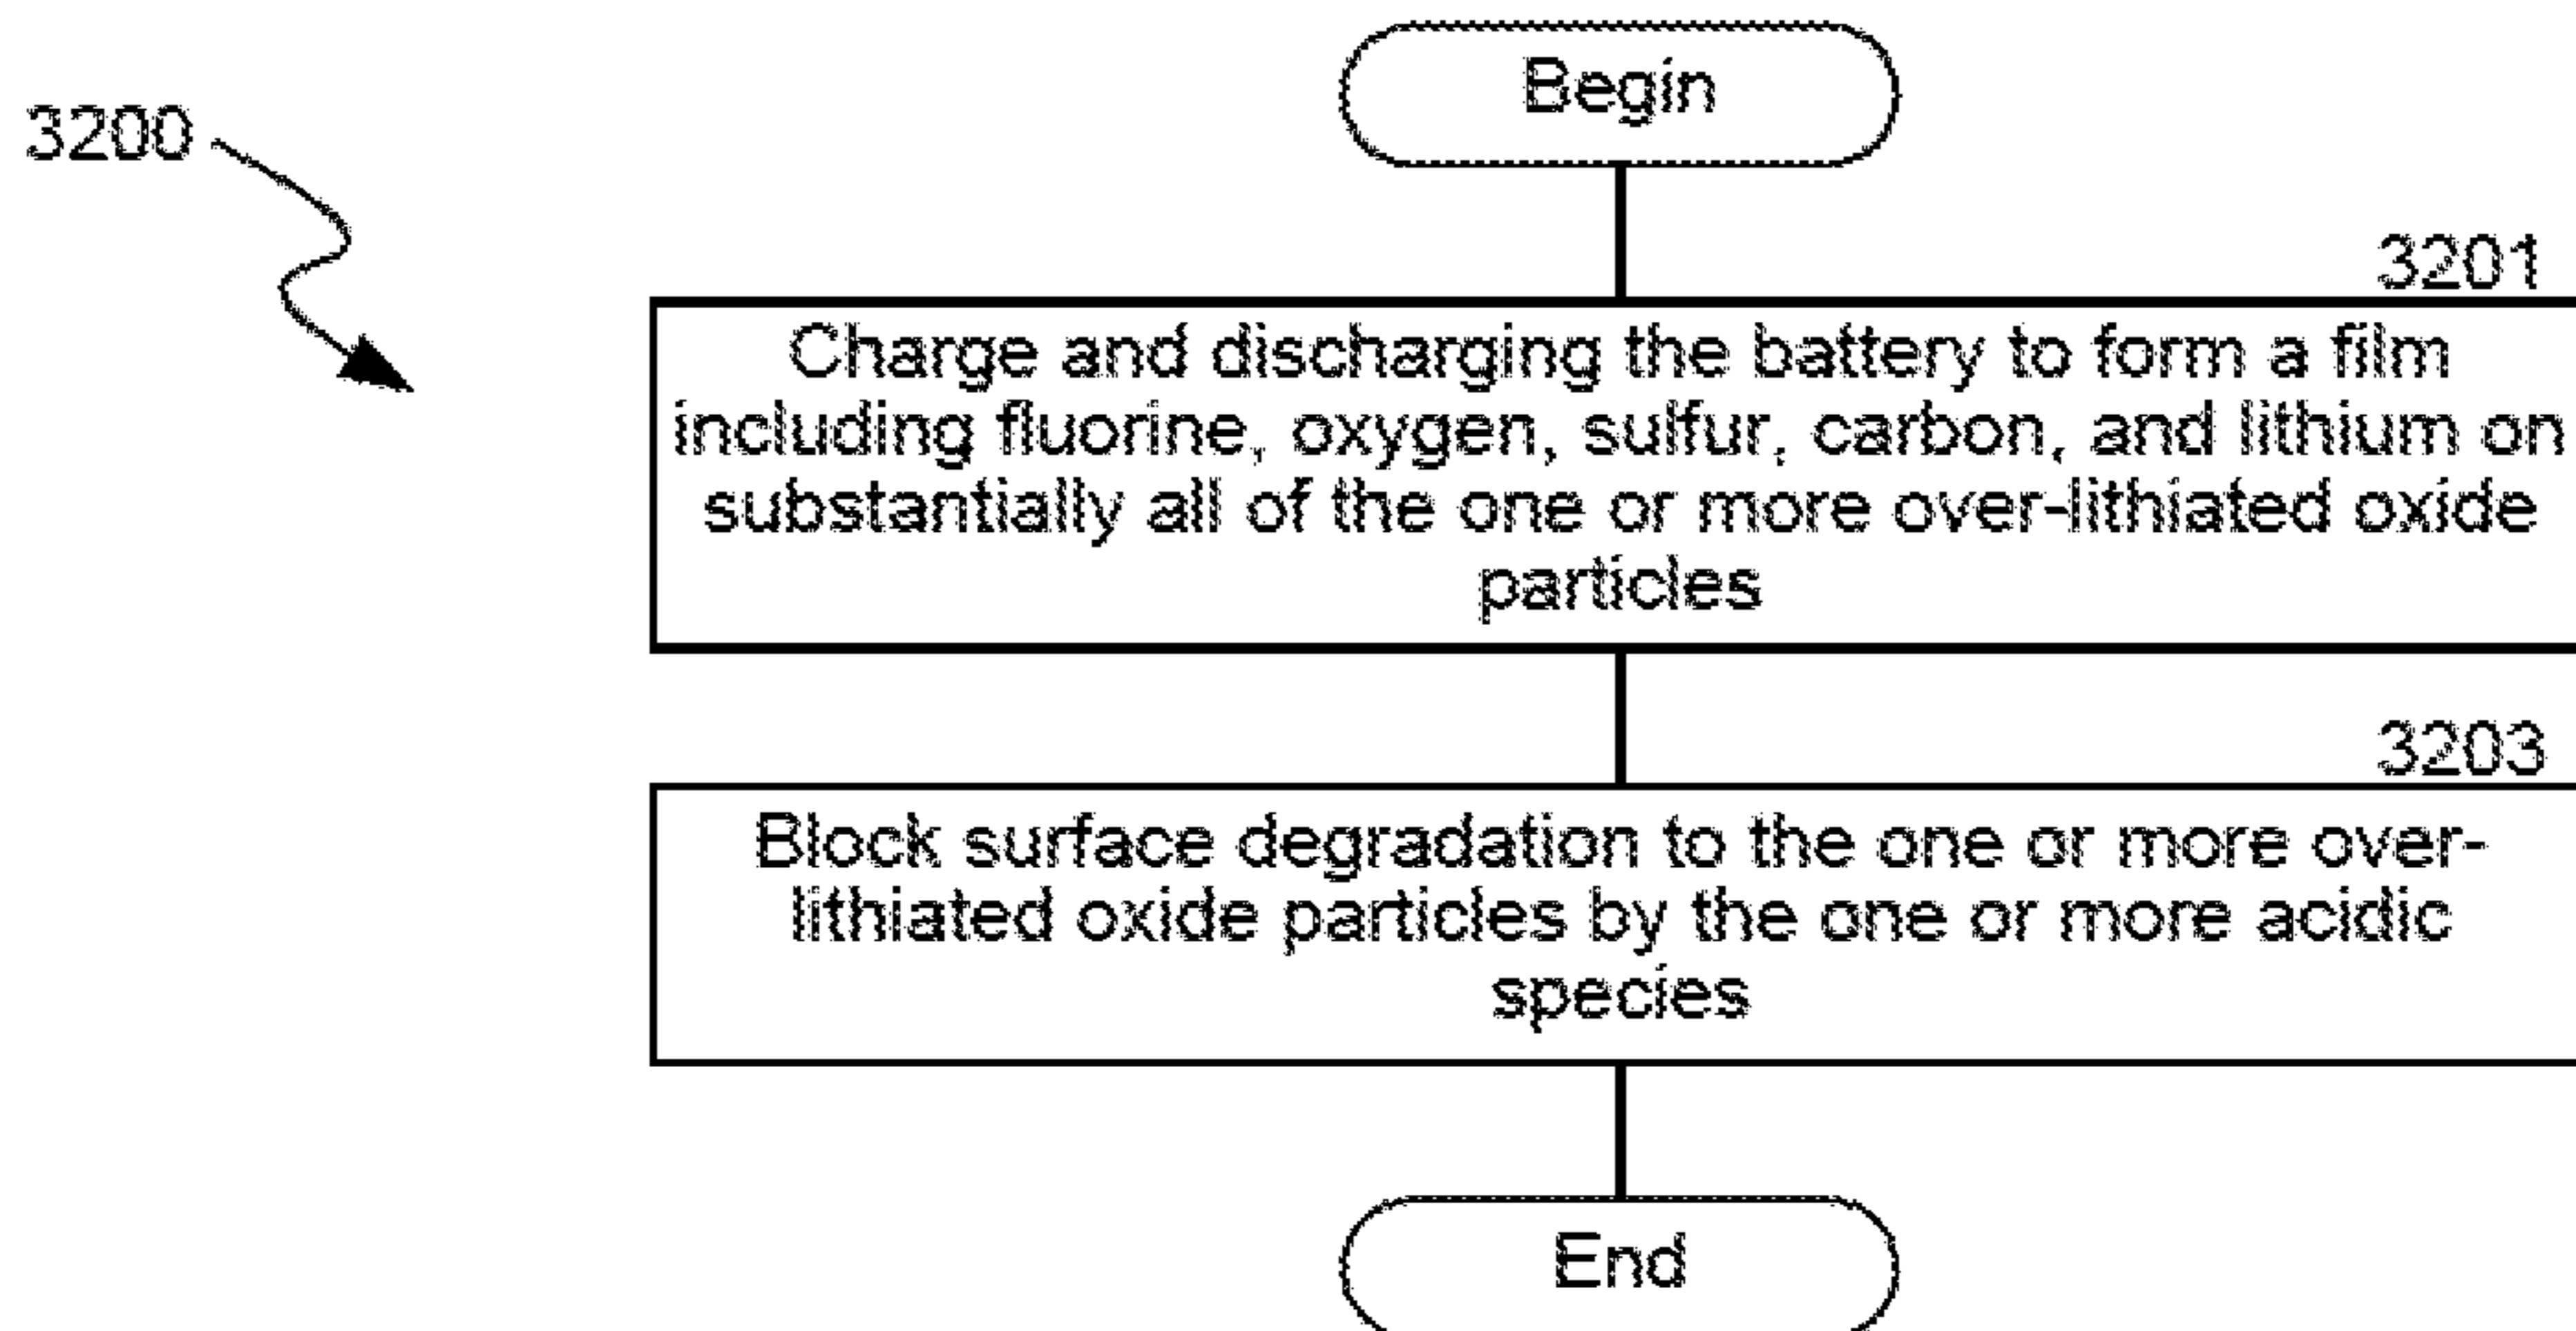 Begin
3200
3201
Charge and discharging the battery to form a film
including fluorine, oxygen, sulfur, carbon, and lithium on
substantially all of the one or more over-lithiated oxide
particles
3203
Block surface degradation to the one or more over-
lithiated oxide particles by the one or more acidic
species
End